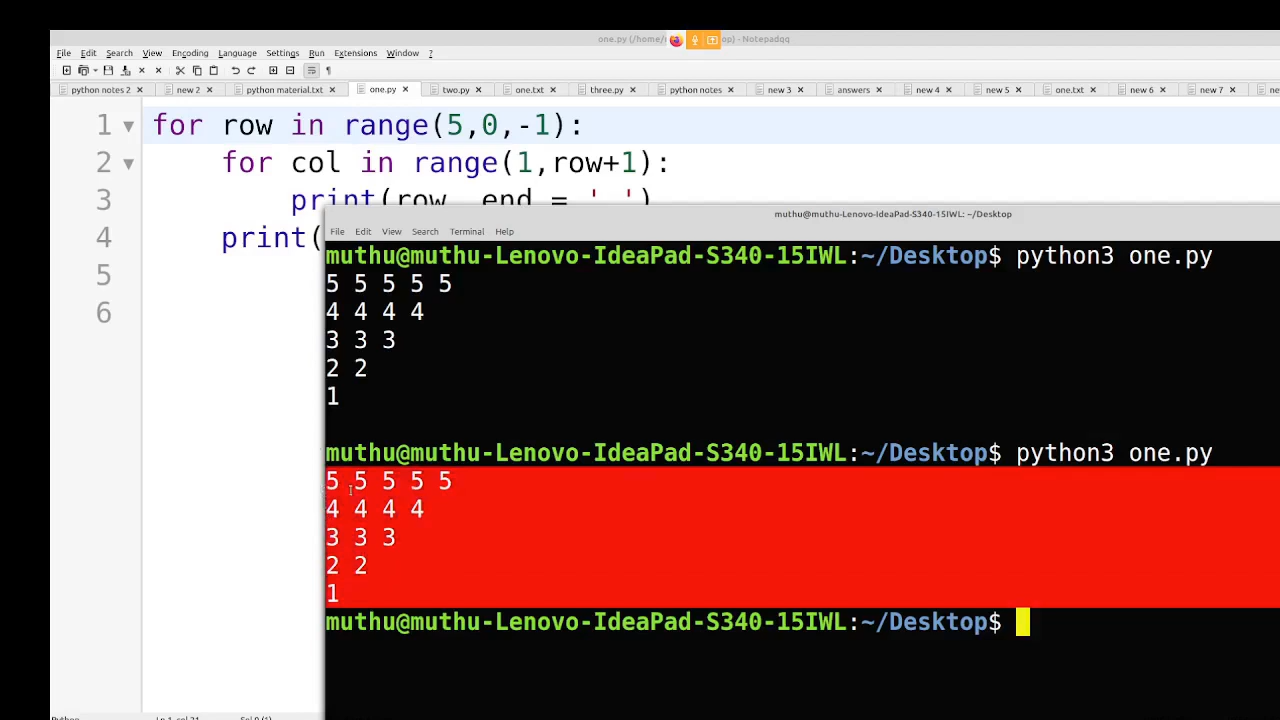 one.py (/home/ op) - Notepadqq
File Edit Search View Encoding Language Settings Run Extensions Window ?
python notes 2 new 2 python material.txt one.py two.py one.txt three.py python notes new 3 answers new 4 new 5 one.txt new 6 new 7
1 for row in range(5,0,-1):
2 for col in range(1,row+1):
3 print(row, end = ' ')
4 print(
5
6
muthu@muthu-Lenovo-IdeaPad-S340-15IWL: ~/Desktop
File Edit View Search Terminal Help
muthu@muthu-Lenovo-IdeaPad-S340-15IWL:~/Desktop$ python3 one.py
5 5 5 5 5
4 4 4 4
3 3 3
2 2
1
muthu@muthu-Lenovo-IdeaPad-S340-15IWL:~/Desktop$ python3 one.py
5 5 5 5 5
4 4 4 4
3 3 3
2 2
1
muthu@muthu-Lenovo-IdeaPad-S340-15IWL:~/Desktop$